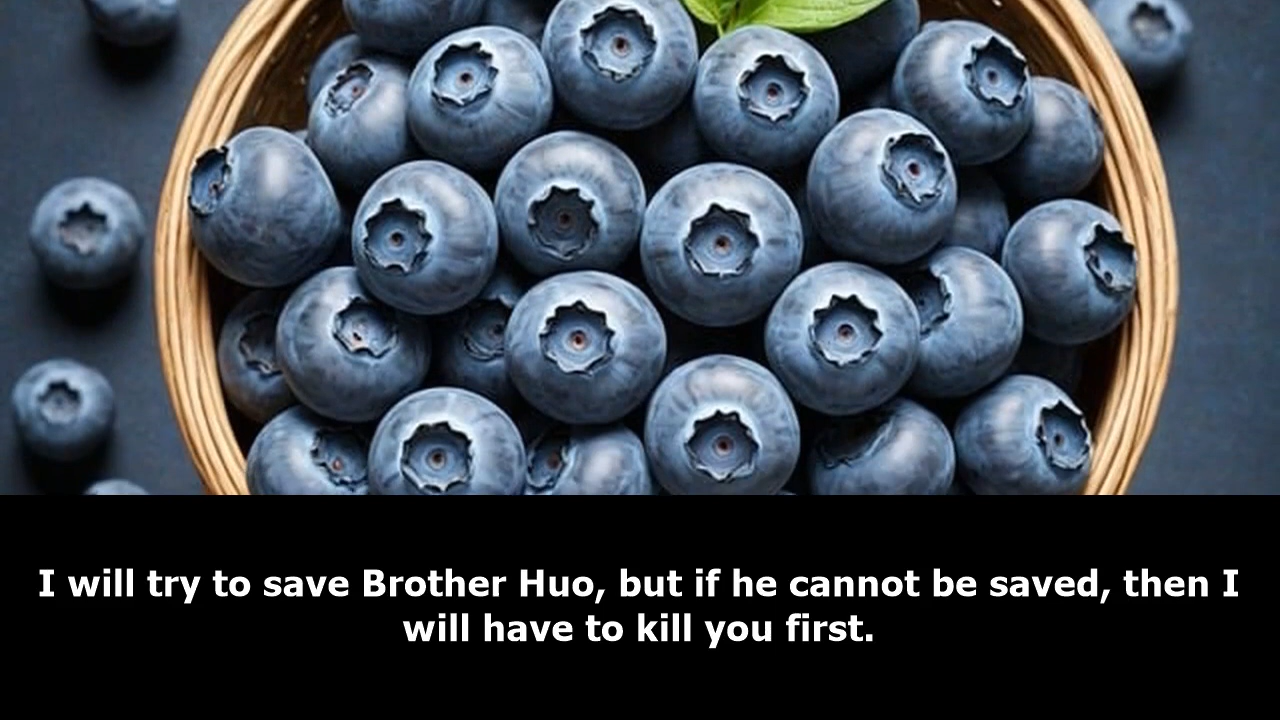 I will try to save Brother Huo, but if he cannot be saved, then I
will have to kill you first.